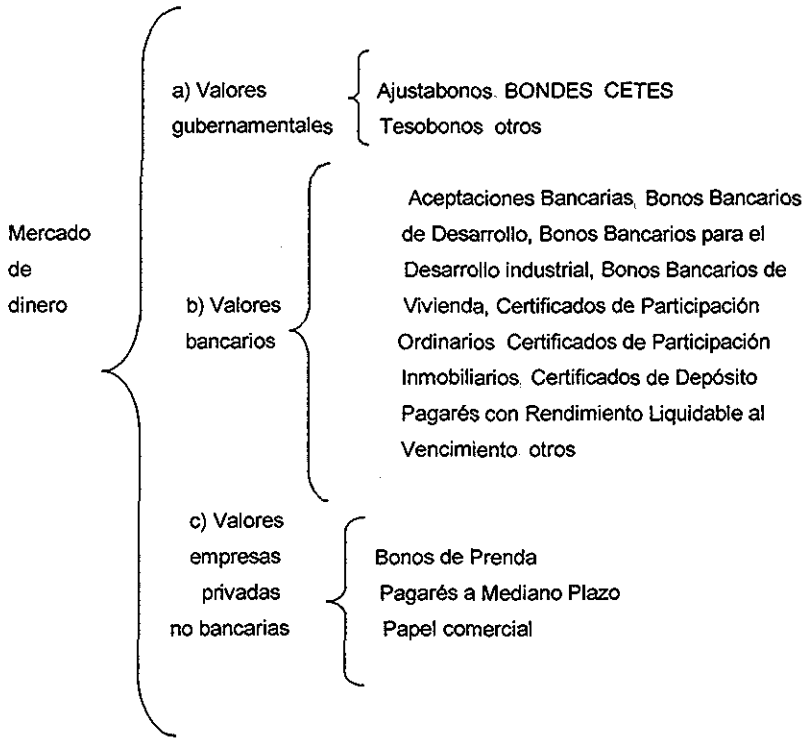 Mercado
de
dinero
a) Valores
gubernamentales
Ajustabonos. BONDES CETES
Tesobonos otros
b) Valores
bancarios
Aceptaciones Bancarias, Bonos Bancarios
de Desarrollo, Bonos Bancarios para el
Desarrollo industrial, Bonos Bancarios de
Vivienda, Certificados de Participación
Ordinarios Certificados de Participación
Inmobiliarios, Certificados de Depósito
Pagarés con Rendimiento Liquidable al
Vencimiento. otros
c) Valores
empresas
privadas
no bancarias
Bonos de Prenda
Pagarés a Mediano Plazo
Papel comercial